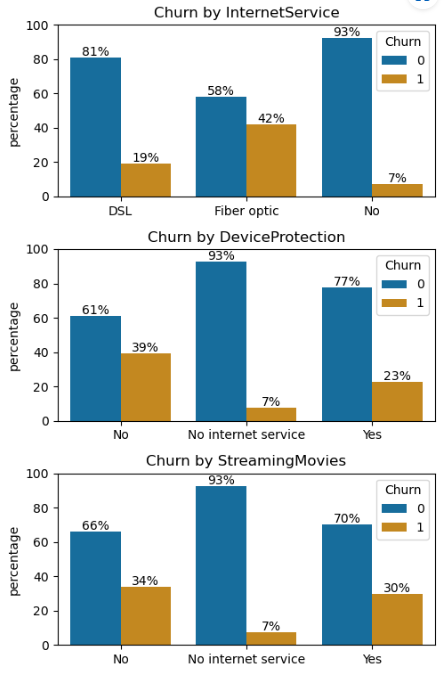 Churn by InternetService
percentage
100
80
60
40
20
0
81%
19%
58%
42%
93%
7%
Churn
0
1
DSL
Fiber optic
No
Churn by DeviceProtection
percentage
100
80
60
40
20
0
61%
39%
93%
7%
77%
23%
Churn
0
1
No
No internet service
Yes
Churn by StreamingMovies
percentage
100
80
60
40
20
0
66%
34%
93%
7%
70%
30%
Churn
0
1
No
No internet service
Yes